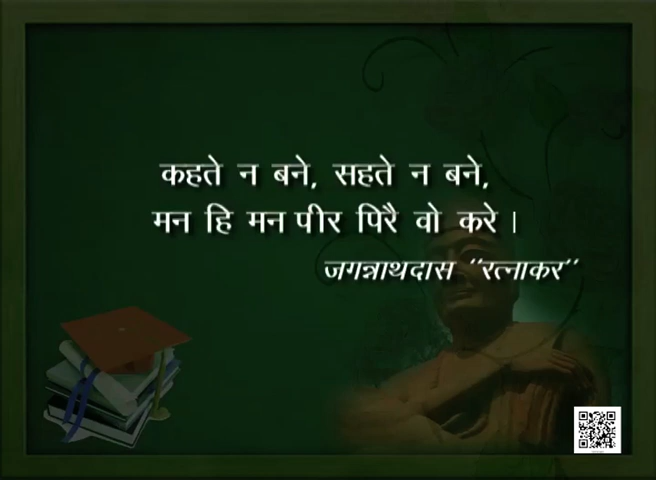 कहते न बने, सहते न बने,
मन हि मन पीर पिरै वो करे ।
जगन्नाथदास "रत्नाकर"